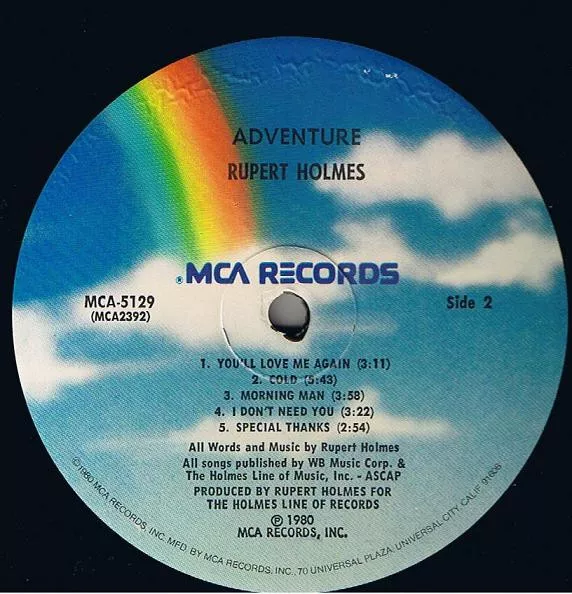 ADVENTURE
RUPERT HOLMES
®MCA RECORDS
MCA-5129
(MCA2392)
Side 2
1. YOU'LL LOVE ME AGAIN (3:11)
2. COLD (5:43)
3. MORNING MAN (3:58)
4. I DON'T NEED YOU (3:22)
5. SPECIAL THANKS (2:54)
All Words and Music by Rupert Holmes
All songs published by WB Music Corp. &
The Holmes Line of Music, Inc. - ASCAP
PRODUCED BY RUPERT HOLMES FOR
THE HOLMES LINE OF RECORDS
℗ 1980
MCA RECORDS, INC.
©1980 MCA RECORDS, INC. MFD. BY MCA RECORDS, INC., 70 UNIVERSAL PLAZA, UNIVERSAL CITY, CALIF. 91608